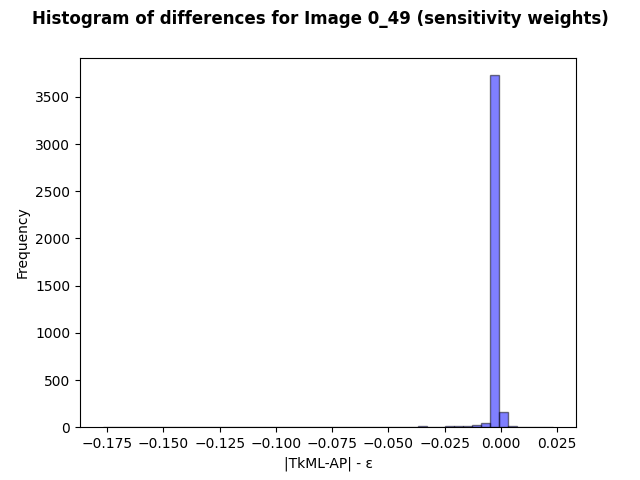 Histogram of differences for Image 0_49 (sensitivity weights)
3500
3000
2500
2000
1500
1000
500
0
Frequency
−0.175 −0.150 −0.125 −0.100 −0.075 −0.050 −0.025 0.000 0.025
|TkML-AP| - ε